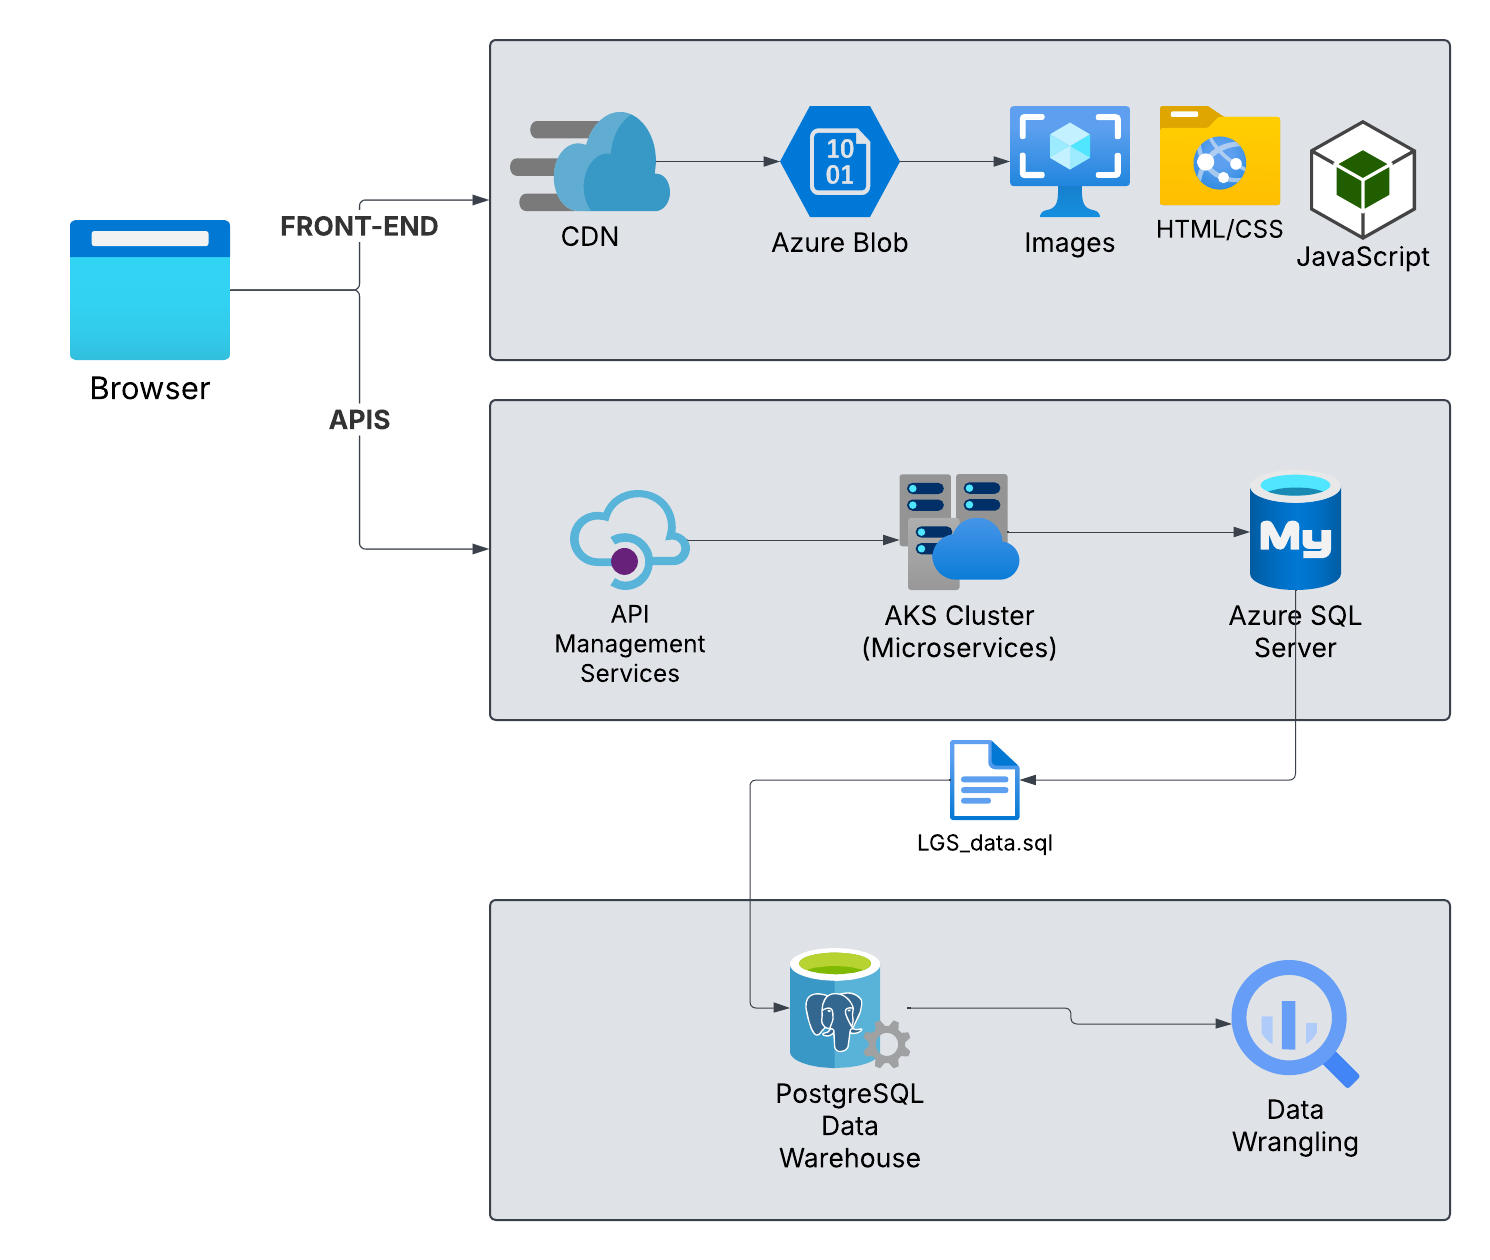 FRONT-END
CDN
10
01
Azure Blob
Images
HTML/CSS
JavaScript
Browser
APIS
API
Management
Services
AKS Cluster
(Microservices)
My
Azure SQL
Server
LGS_data.sql
PostgreSQL
Data
Warehouse
Data
Wrangling